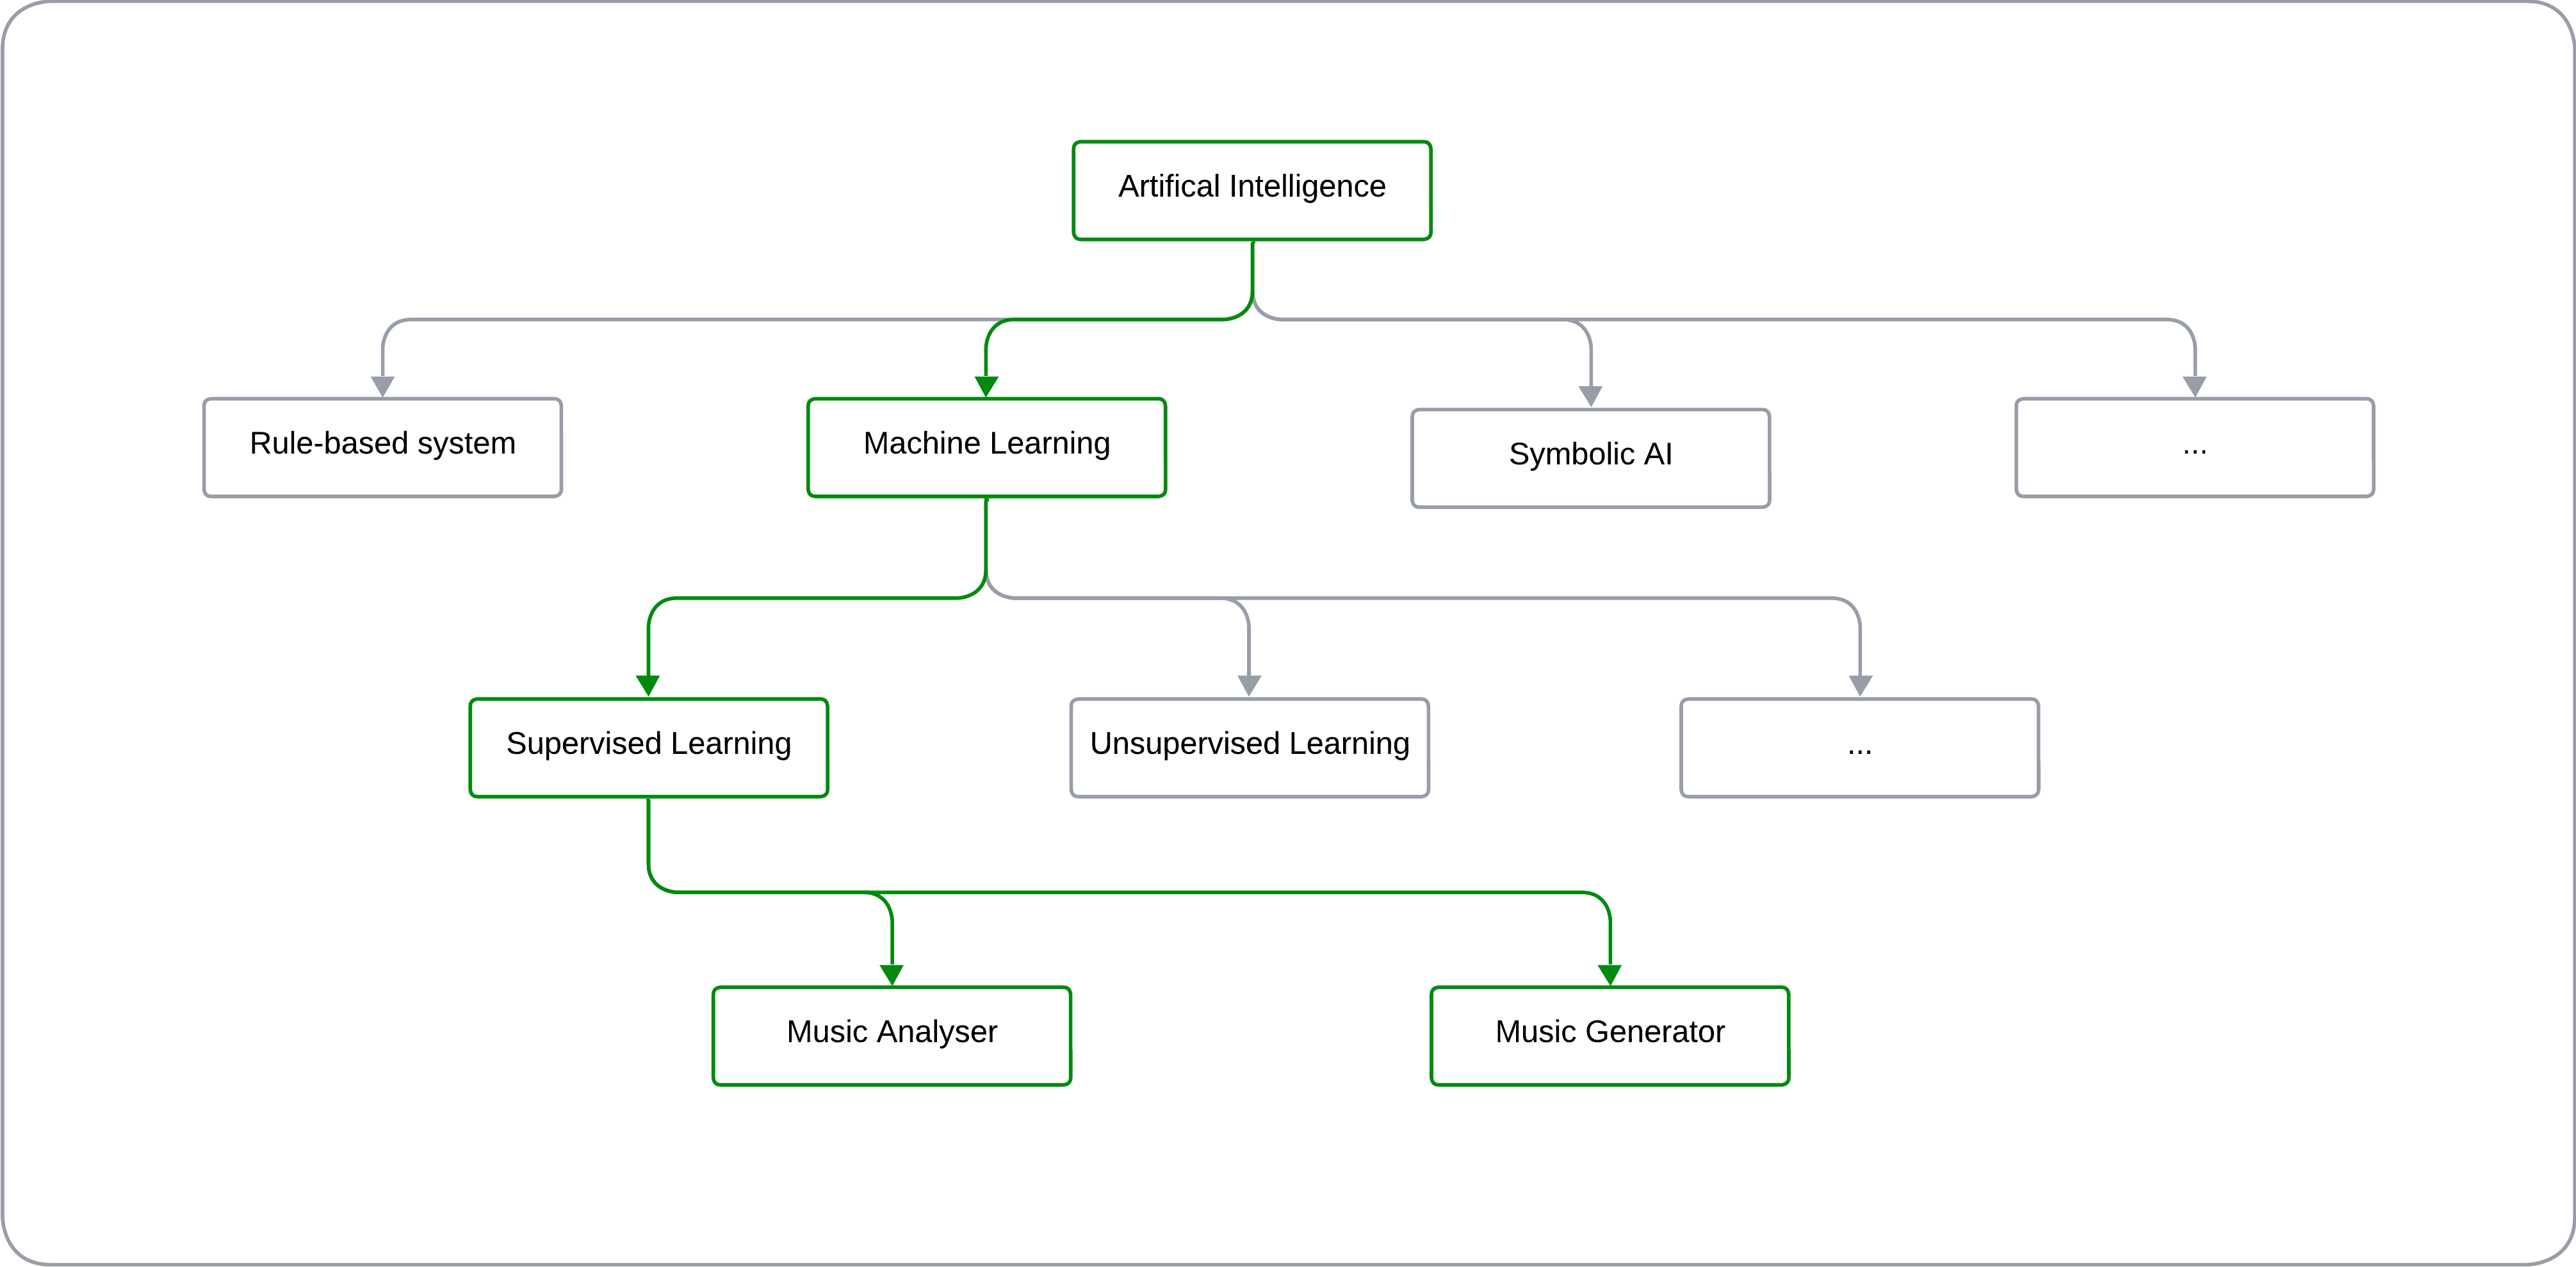 Artifical Intelligence
Rule-based system
Machine Learning
Symbolic AI
...
Supervised Learning
Unsupervised Learning
...
Music Analyser
Music Generator